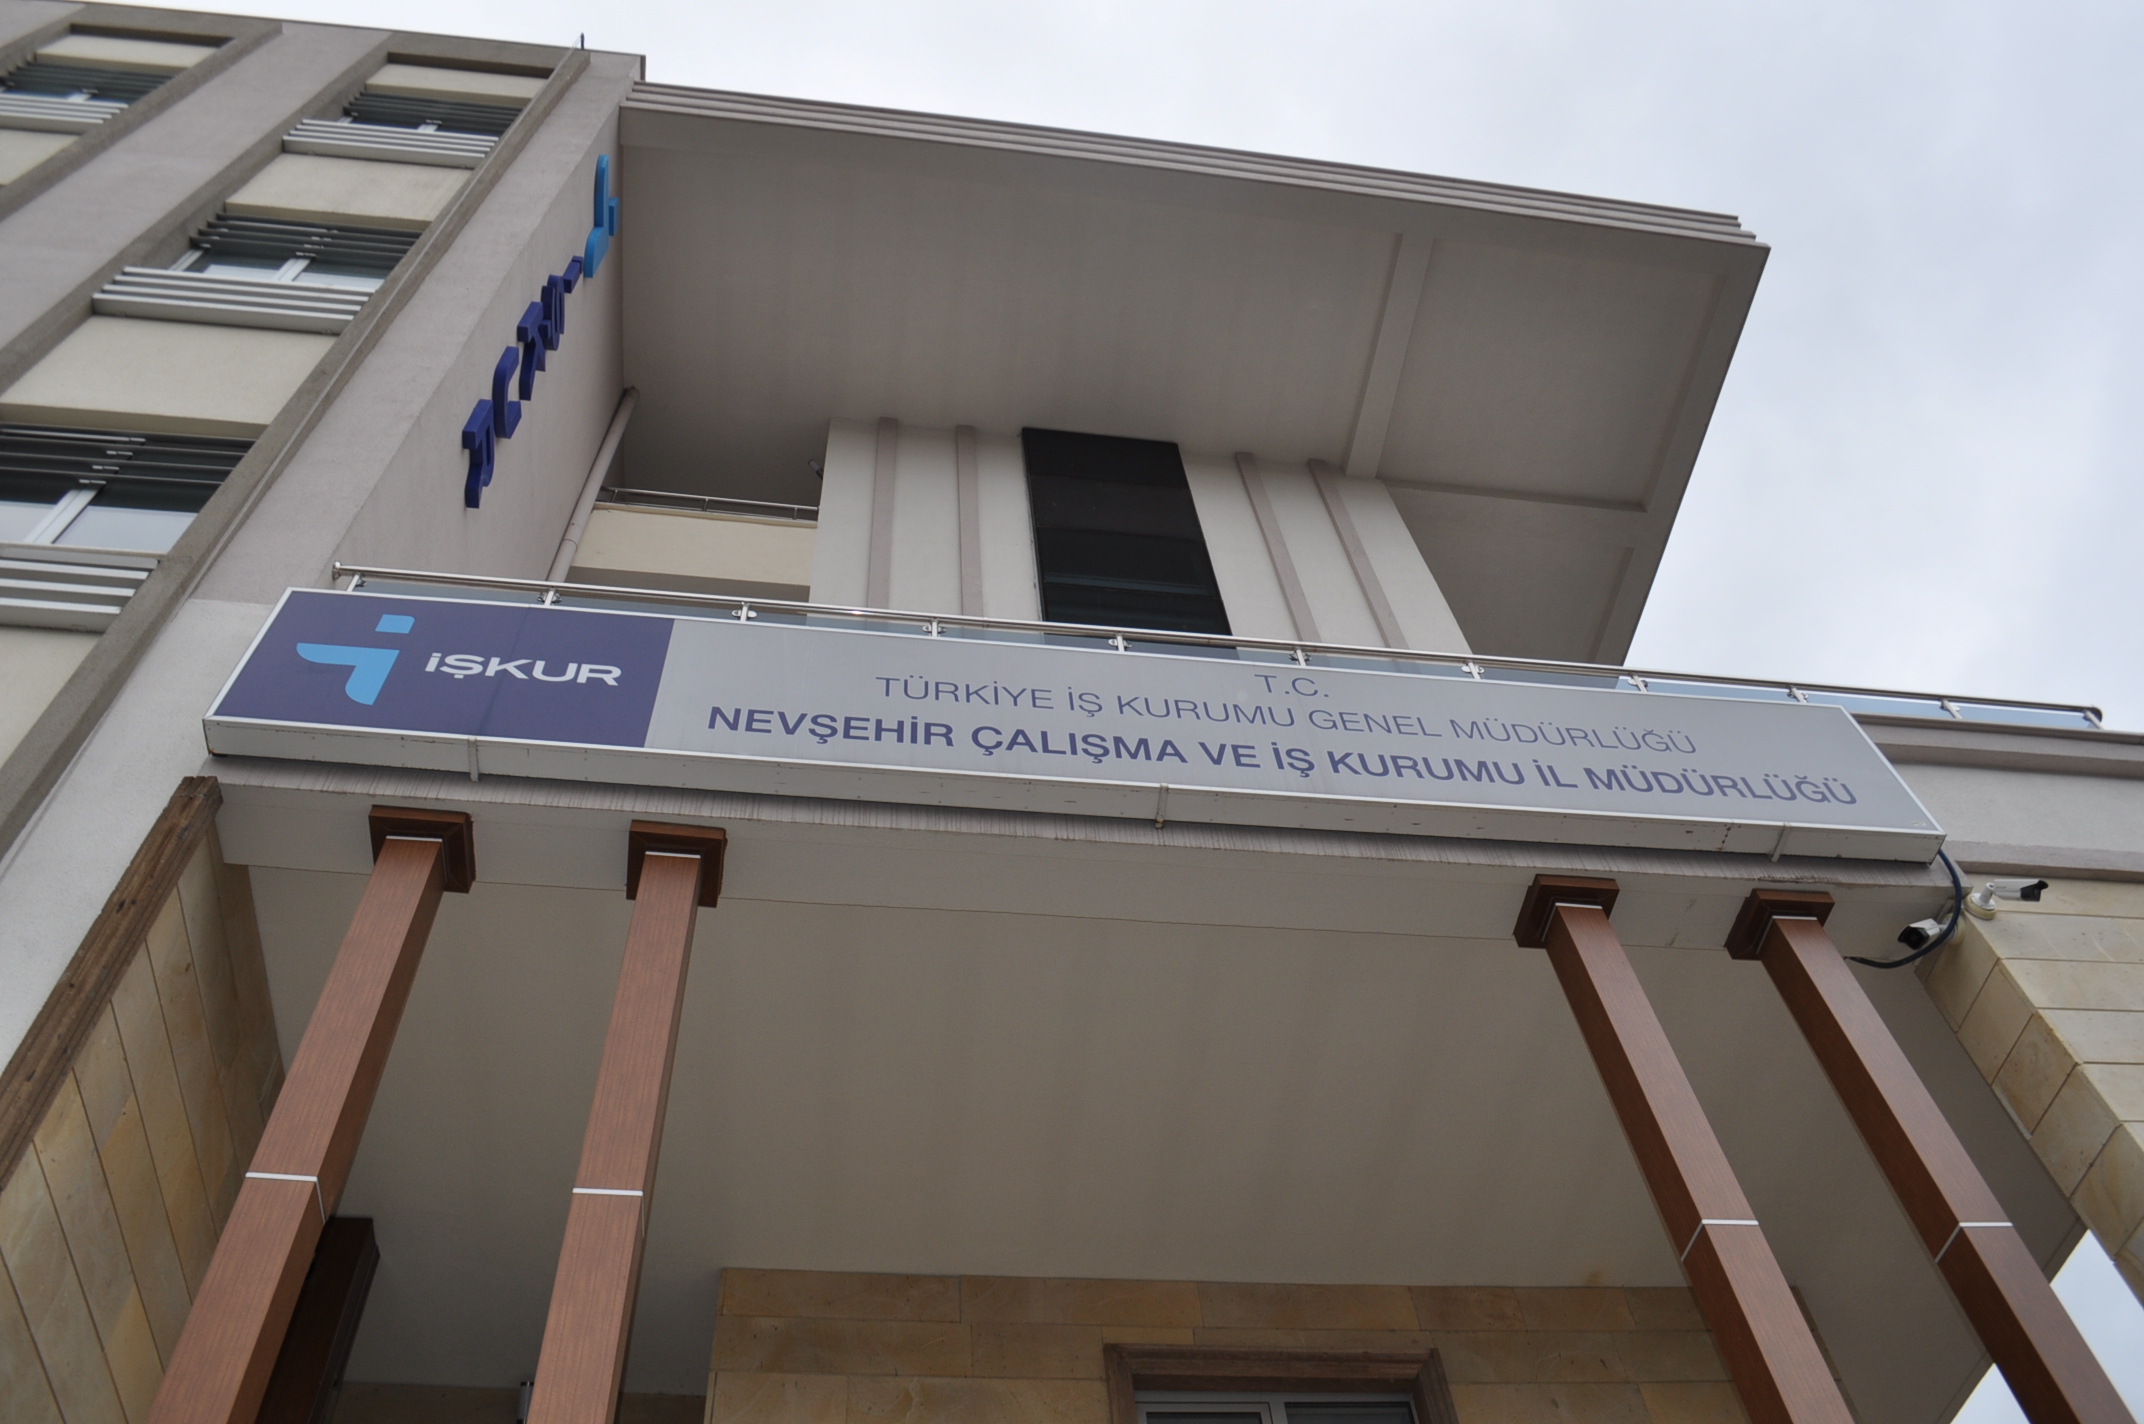 İŞKUR
T.C.
TÜRKİYE İŞ KURUMU GENEL MÜDÜRLÜĞÜ
NEVŞEHİR ÇALIŞMA VE İŞ KURUMU İL MÜDÜRLÜĞÜ